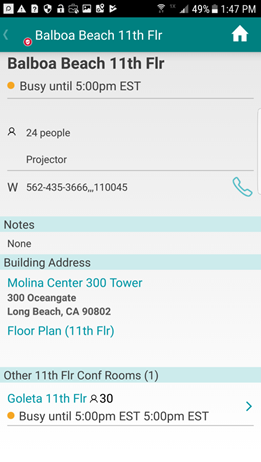 49% 1:47 PM
Balboa Beach 11th Flr
Balboa Beach 11th Flr
Busy until 5:00pm EST
24 people
Projector
W 562-435-3666,,,110045
Notes
None
Building Address
Molina Center 300 Tower
300 Oceangate
Long Beach, CA 90802
Floor Plan (11th Flr)
Other 11th Flr Conf Rooms (1)
Goleta 11th Flr 30
Busy until 5:00pm EST 5:00pm EST